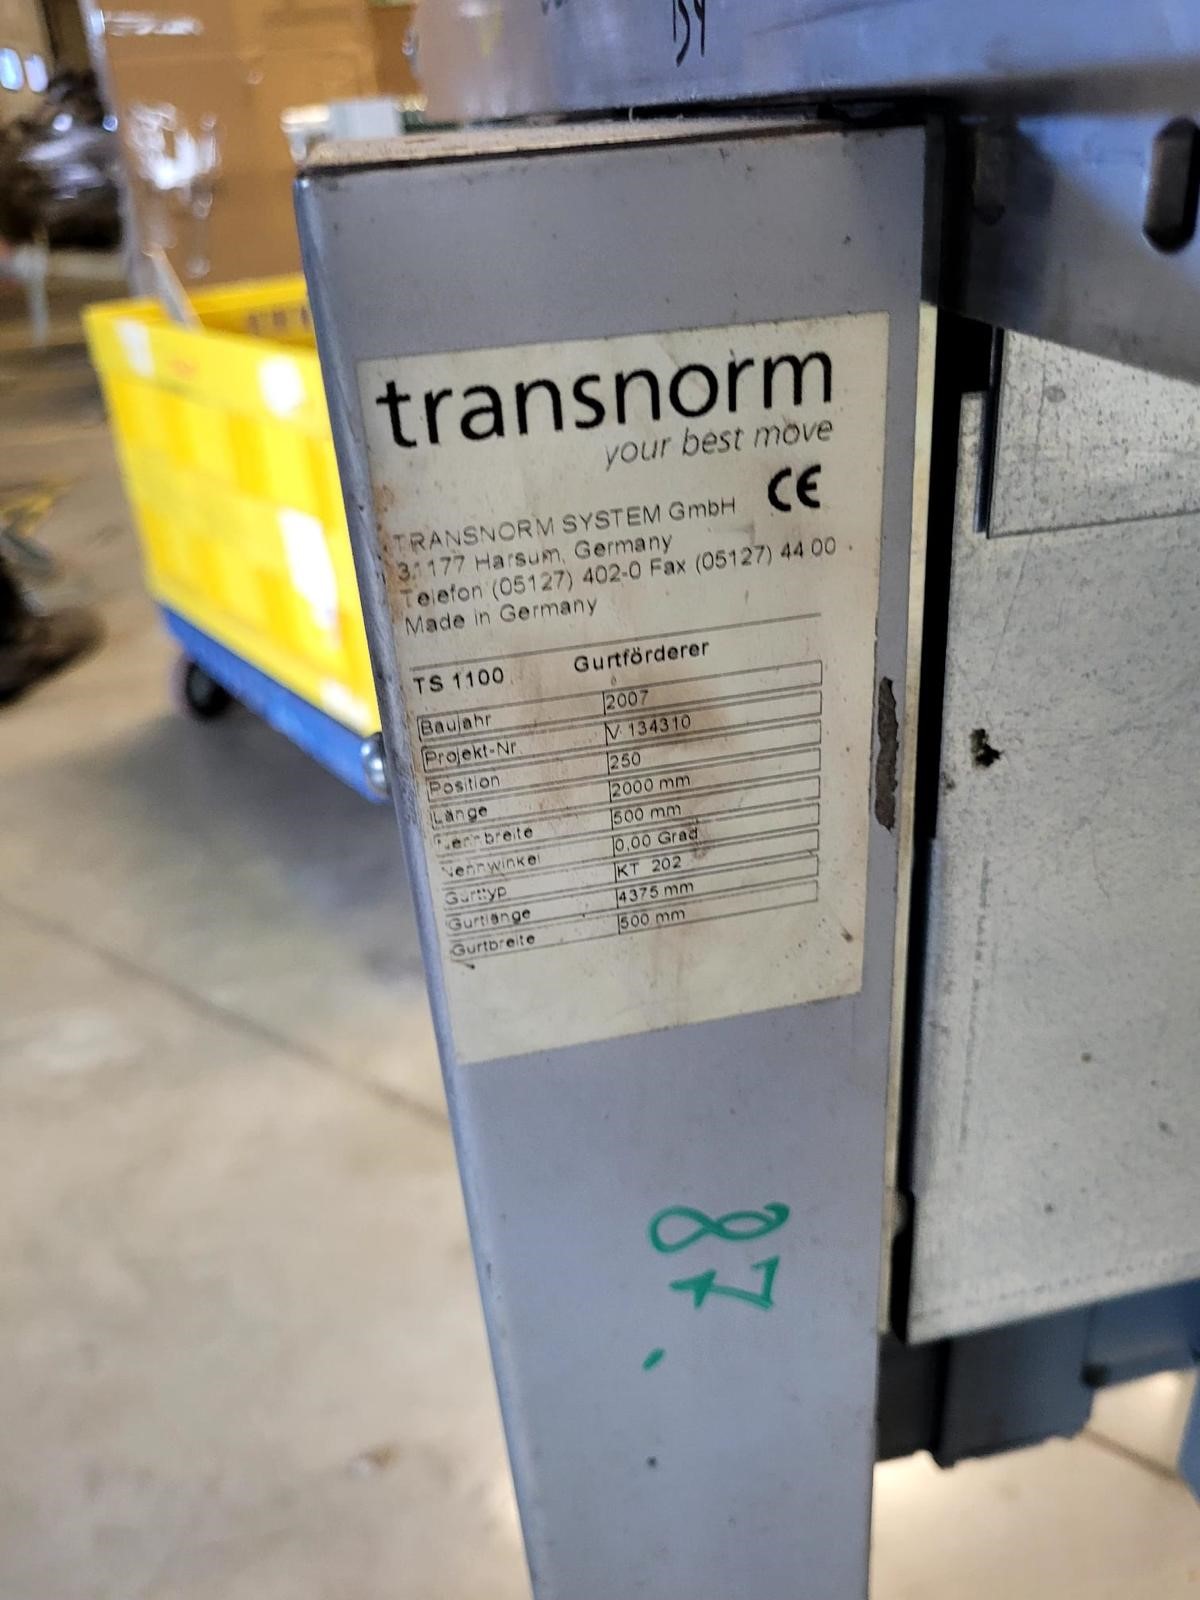 transnorm
your best move
CE
TRANSNORM SYSTEM GmbH
31177 Harsum, Germany
Telefon (05127) 402-0 Fax (05127) 44 00
Made in Germany
TS 1100 Gurtförderer
Baujahr 2007
Projekt-Nr. V 134310
Position 250
Länge 2000 mm
Nennbreite 500 mm
Nennwinkel 0,00 Grad
Gurttyp KT 202
Gurtlänge 4375 mm
Gurtbreite 500 mm